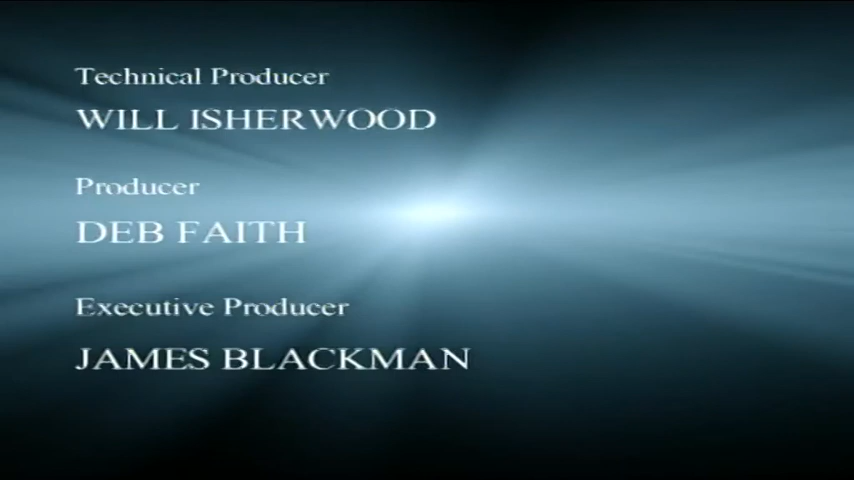 Technical Producer
WILL ISHERWOOD
Producer
DEB FAITH
Executive Producer
JAMES BLACKMAN